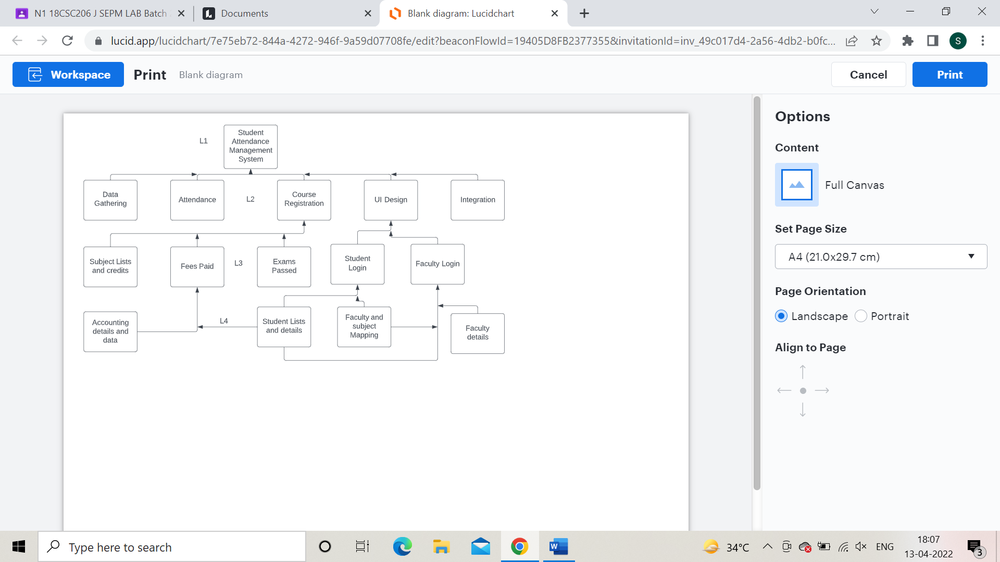 N1 18CSC206 J SEPM LAB Batch
Documents
Blank diagram: Lucidchart
lucid.app/lucidchart/7e75eb72-844a-4272-946f-9a59d07708fe/edit?beaconFlowId=19405D8FB2377355&invitationId=inv_49c017d4-2a56-4db2-b0fc...
S
Workspace
Print
Blank diagram
Cancel
Print
L1
Student
Attendance
Management
System
Data
Gathering
Attendance
L2
Course
Registration
UI Design
Integration
Subject Lists
and credits
Fees Paid
L3
Exams
Passed
Student
Login
Faculty Login
Accounting
details and
data
L4
Student Lists
and details
Faculty and
subject
Mapping
Faculty
details
Options
Content
Full Canvas
Set Page Size
A4 (21.0x29.7 cm)
Page Orientation
Landscape
Portrait
Align to Page
Type here to search
W
34°C
ENG
18:07
13-04-2022
3